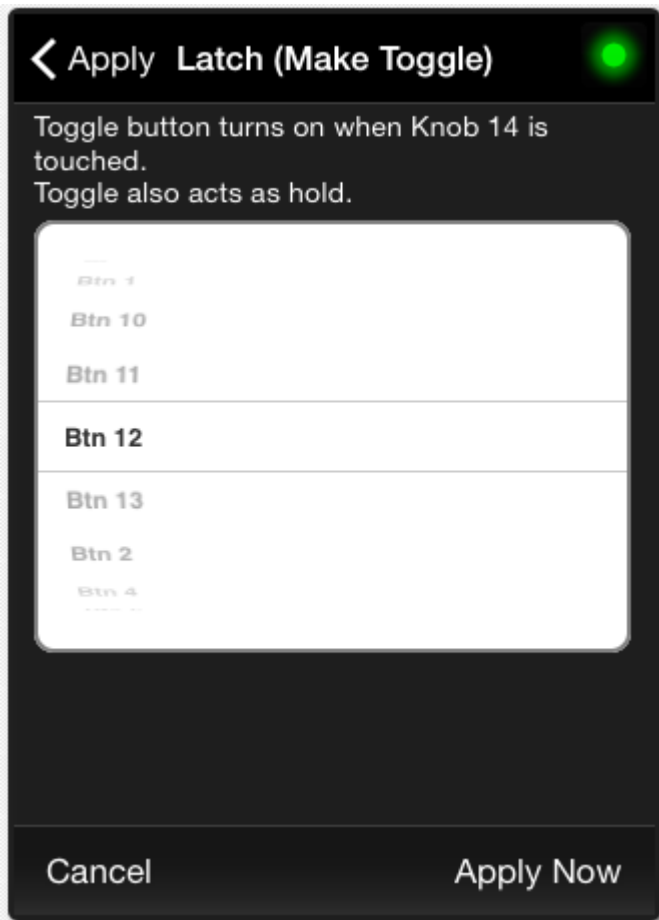 Apply Latch (Make Toggle)
Toggle button turns on when Knob 14 is
touched.
Toggle also acts as hold.
Btn 1
Btn 10
Btn 11
Btn 12
Btn 13
Btn 2
Btn 4
Cancel Apply Now